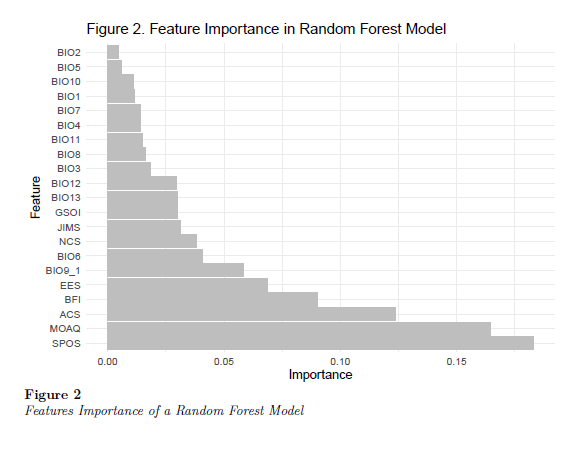 Figure 2. Feature Importance in Random Forest Model
BIO2
BIO5
BIO10
BIO1
BIO7
BIO4
BIO11
BIO8
BIO3
BIO12
BIO13
GSOI
JIMS
NCS
BIO6
BIO9_1
EES
BFI
ACS
MOAQ
SPOS
Feature
0.00 0.05 0.10 0.15
Importance
Figure 2
Features Importance of a Random Forest Model